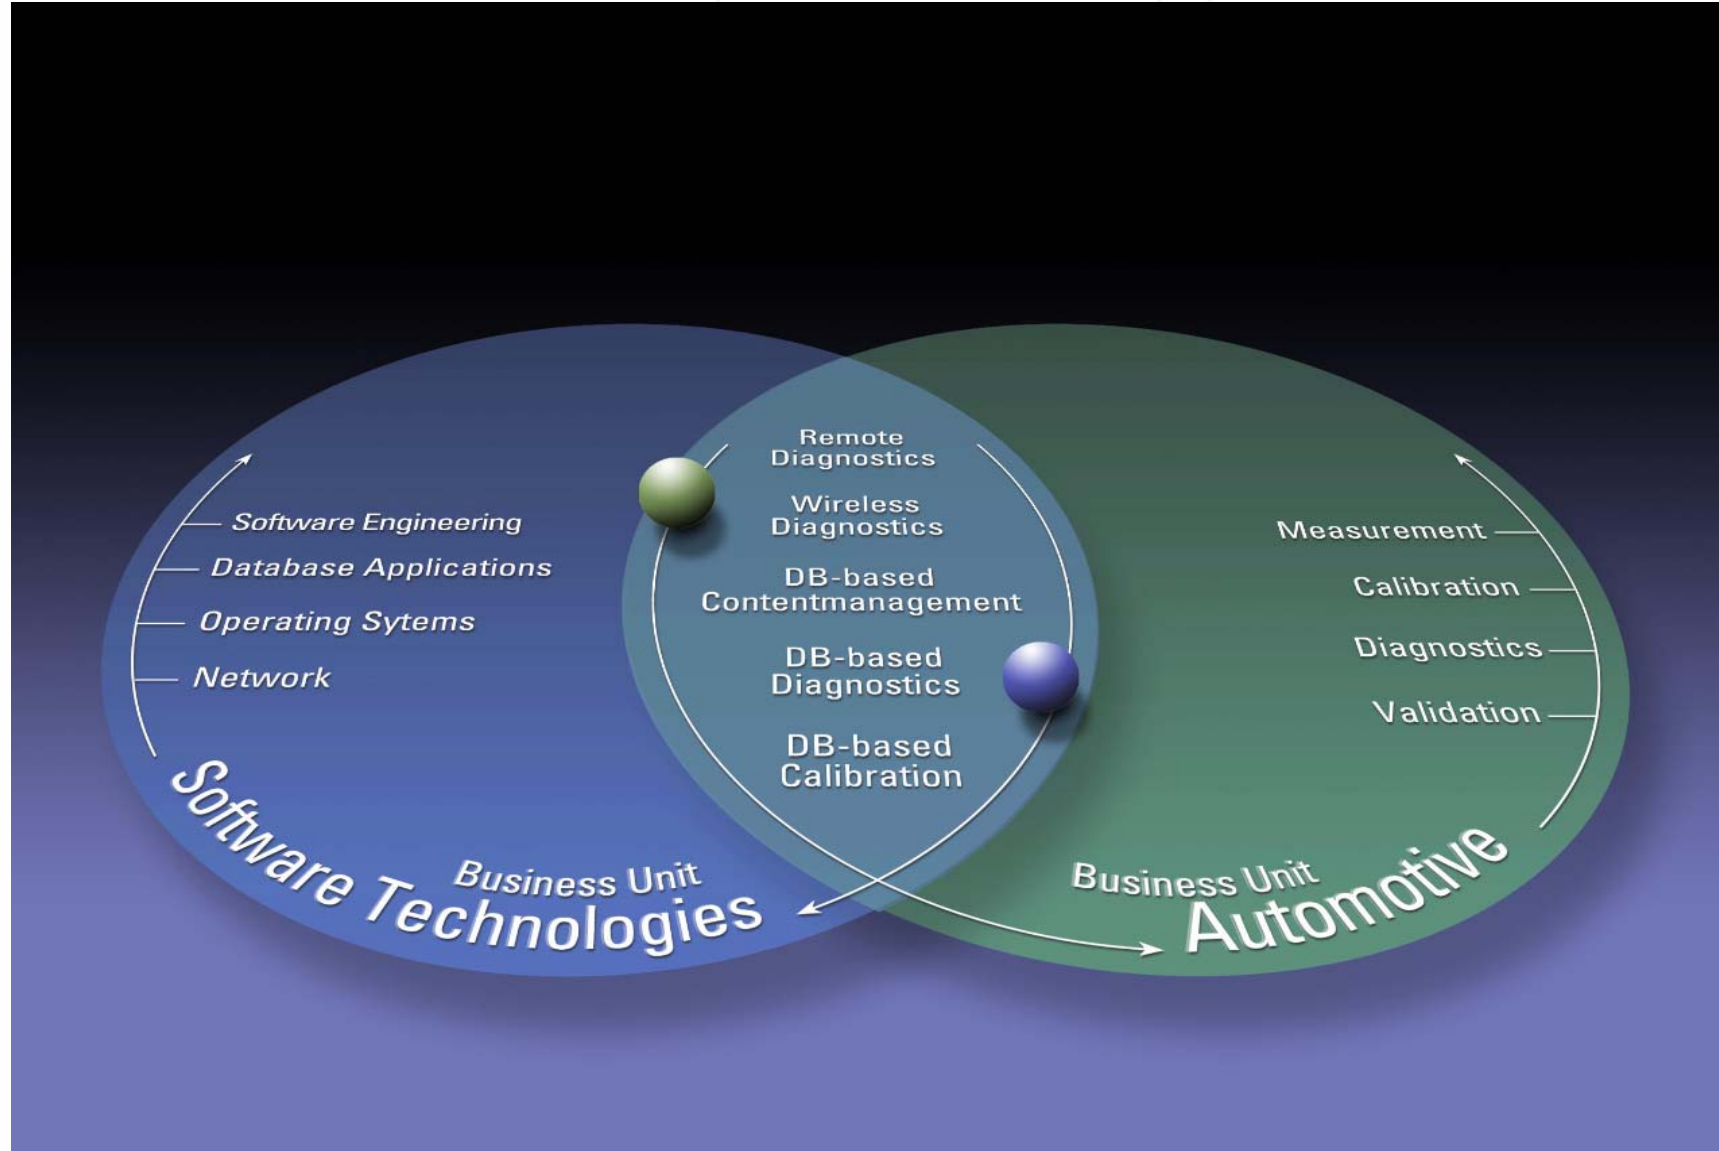 Software Engineering
Database Applications
Operating Sytems
Network
Business Unit
Software Technologies
Remote
Diagnostics
Wireless
Diagnostics
DB-based
Contentmanagement
DB-based
Diagnostics
DB-based
Calibration
Measurement
Calibration
Diagnostics
Validation
Business Unit
Automotive